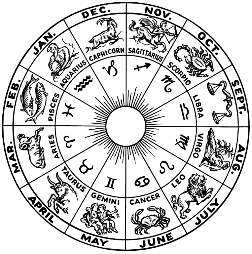 JAN.
DEC.
NOV.
OCT.
SEPT.
AUG.
JULY
JUNE
MAY
APRIL
MAR.
FEB.
AQUARIUS
CAPRICORN
SAGITTARIUS
SCORPIO
LIBRA
VIRGO
LEO
CANCER
GEMINI
TAURUS
ARIES
PISCES
♒
♑
♐
♏
♎
♍
♌
♋
♊
♉
♈
♓